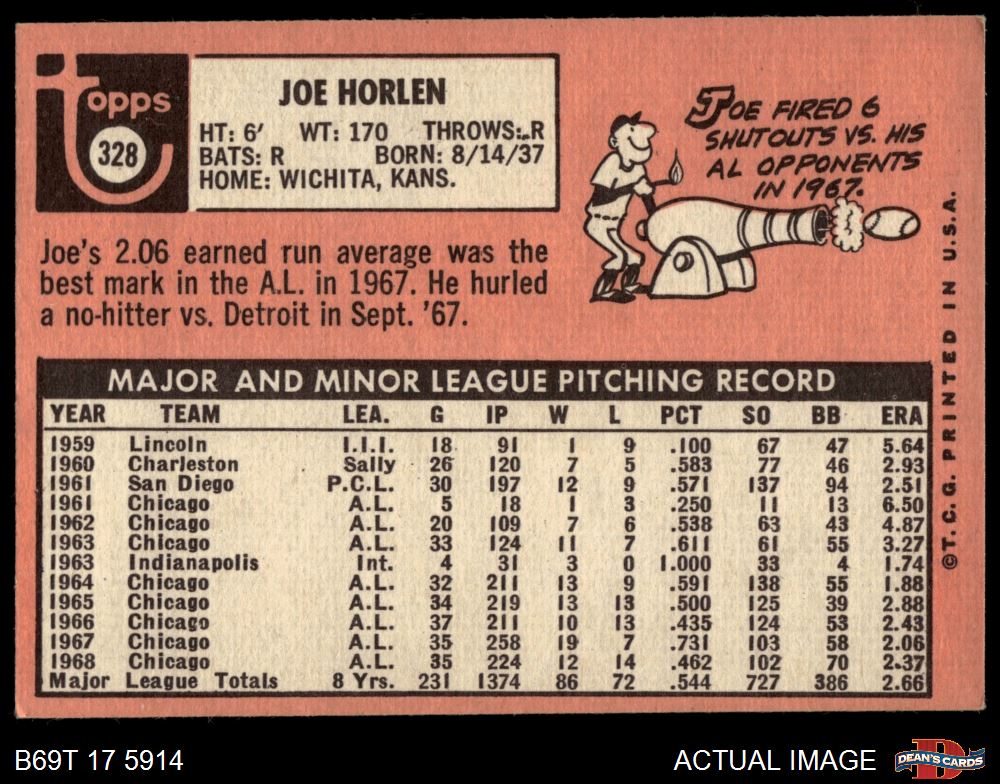 topps
328
JOE HORLEN
HT: 6' WT: 170 THROWS: R
BATS: R BORN: 8/14/37
HOME: WICHITA, KANS.
JOE FIRED 6
SHUTOUTS VS. HIS
AL OPPONENTS
IN 1967.
Joe's 2.06 earned run average was the
best mark in the A.L. in 1967. He hurled
a no-hitter vs. Detroit in Sept. '67.
MAJOR AND MINOR LEAGUE PITCHING RECORD
YEAR TEAM LEA. G IP W L PCT SO BB ERA
1959 Lincoln I.I.I. 18 91 1 9 .100 67 47 5.64
1960 Charleston Sally 26 120 7 5 .583 77 46 2.93
1961 San Diego P.C.L. 30 197 12 9 .571 137 94 2.51
1961 Chicago A.L. 5 18 1 3 .250 11 13 6.50
1962 Chicago A.L. 20 109 7 6 .538 63 43 4.87
1963 Chicago A.L. 33 124 11 7 .611 61 55 3.27
1963 Indianapolis Int. 4 31 3 0 1.000 33 4 1.74
1964 Chicago A.L. 32 211 13 9 .591 138 55 1.88
1965 Chicago A.L. 34 219 13 13 .500 125 39 2.88
1966 Chicago A.L. 37 211 10 13 .435 124 53 2.43
1967 Chicago A.L. 35 258 19 7 .731 103 58 2.06
1968 Chicago A.L. 35 224 12 14 .462 102 70 2.37
Major League Totals 8 Yrs. 231 1374 86 72 .544 727 386 2.66
©T.C.G. PRINTED IN U.S.A.
B69T 17 5914
ACTUAL IMAGE
DEAN'S CARDS